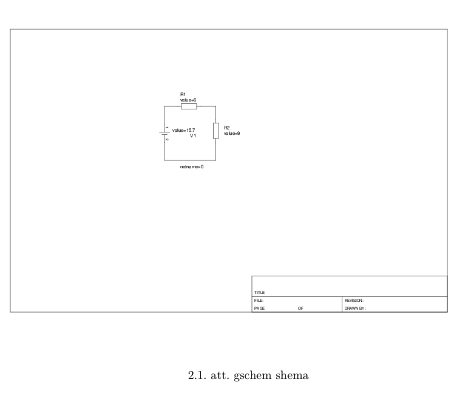 R1
value=6
R2
value=9
value=15.7
V1
netname=0
TITLE
FILE:
REVISION:
PAGE
OF
DRAWN BY:
2.1. att. gschem shema